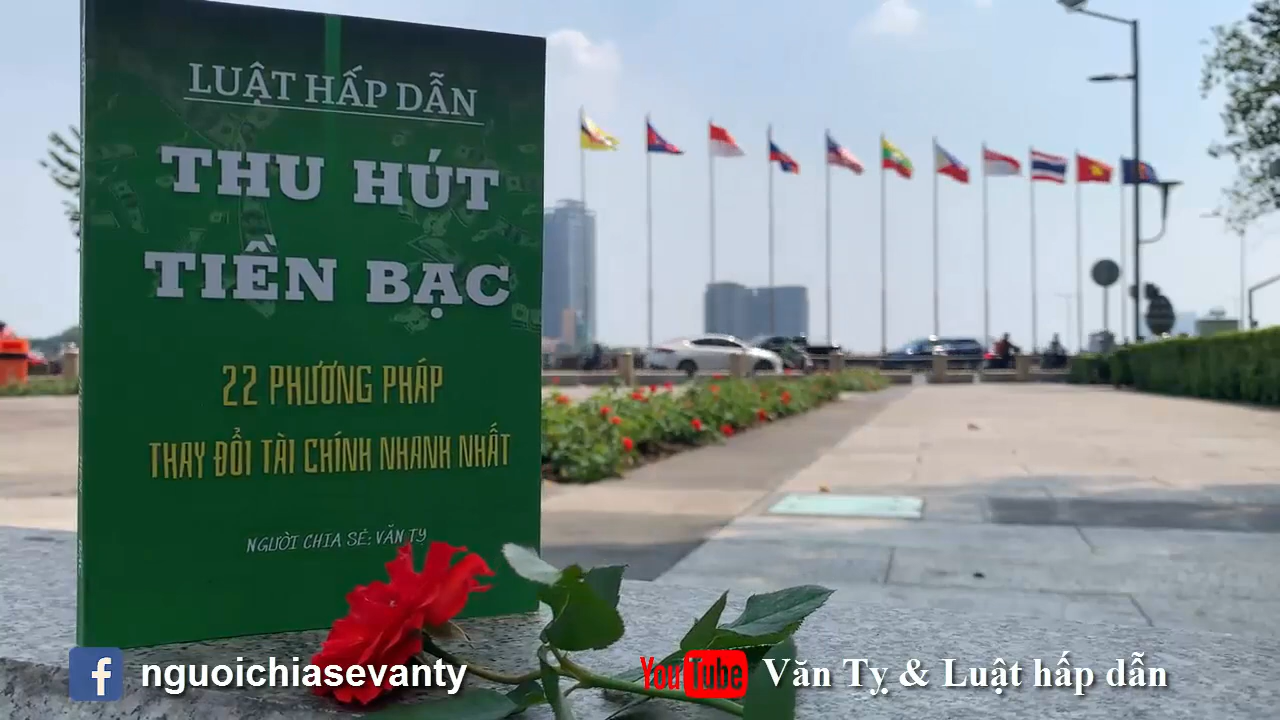 LUẬT HẤP DẪN
THU HÚT
TIỀN BẠC
22 PHƯƠNG PHÁP
THAY ĐỔI TÀI CHÍNH NHANH NHẤT
NGƯỜI CHIA SẺ: VĂN TỴ
f nguoichiasevanty
YouTube Văn Tỵ & Luật hấp dẫn